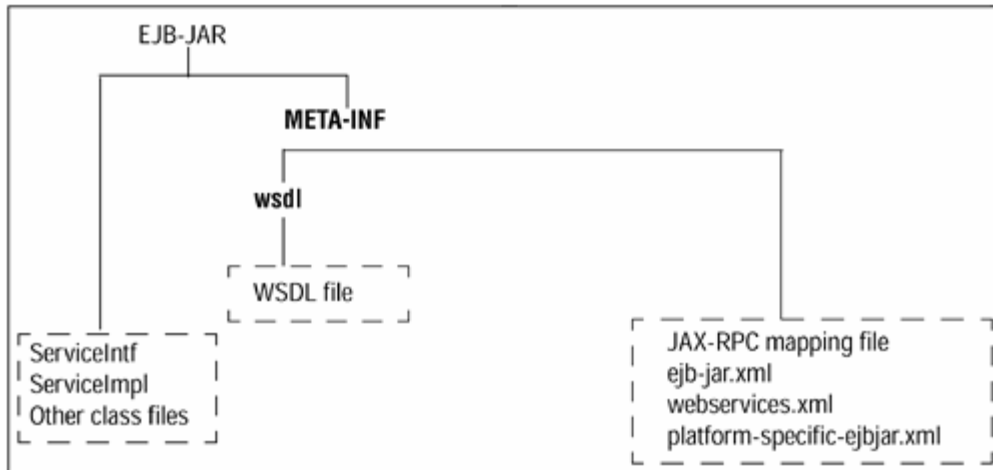 EJB-JAR
META-INF
wsdl
WSDL file
ServiceIntf
ServiceImpl
Other class files
JAX-RPC mapping file
ejb-jar.xml
webservices.xml
platform-specific-ejbjar.xml